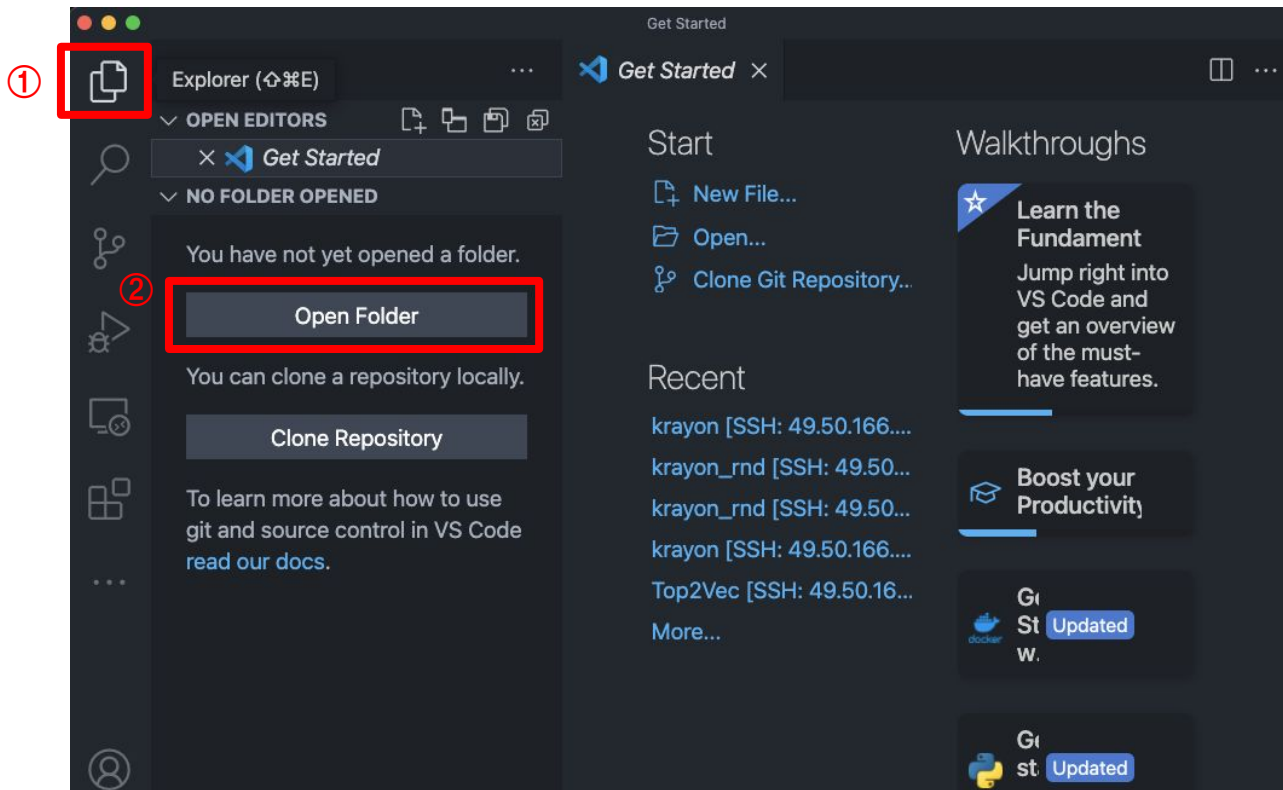 Get Started
①
Explorer (⇧⌘E)
Get Started
OPEN EDITORS
Get Started
NO FOLDER OPENED
You have not yet opened a folder.
②
Open Folder
You can clone a repository locally.
Clone Repository
To learn more about how to use
git and source control in VS Code
read our docs.
Start
New File...
Open...
Clone Git Repository...
Recent
krayon [SSH: 49.50.166....
krayon_rnd [SSH: 49.50...
krayon_rnd [SSH: 49.50...
krayon [SSH: 49.50.166....
Top2Vec [SSH: 49.50.16...
More...
Walkthroughs
Learn the
Fundament
Jump right into
VS Code and
get an overview
of the must-
have features.
Boost your
Productivity
docker
St Updated
w.
st Updated